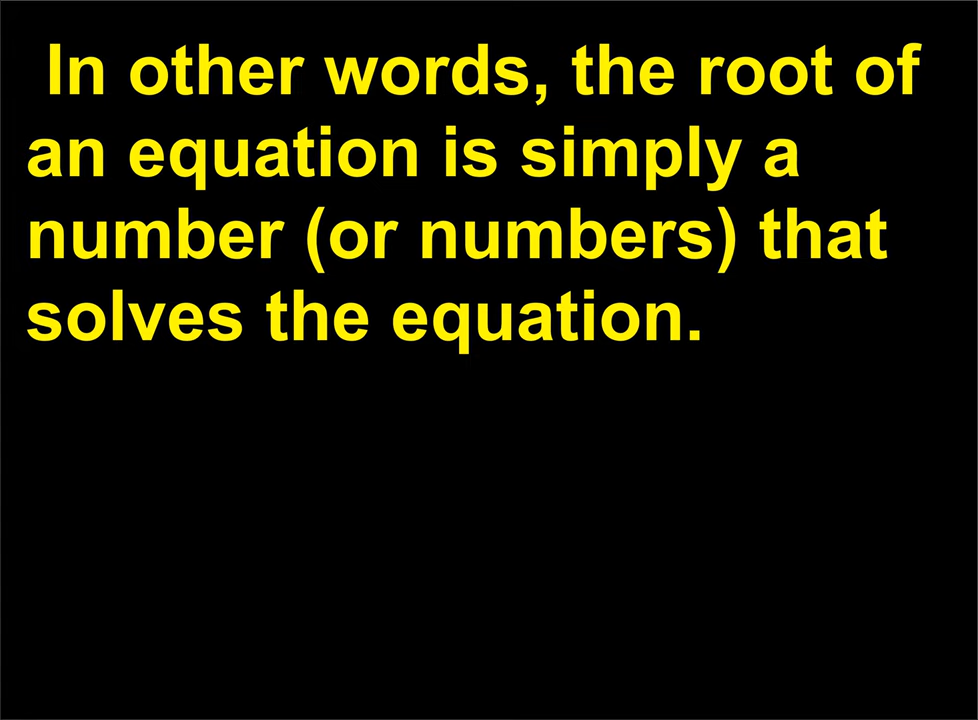 In other words, the root of
an equation is simply a
number (or numbers) that
solves the equation.